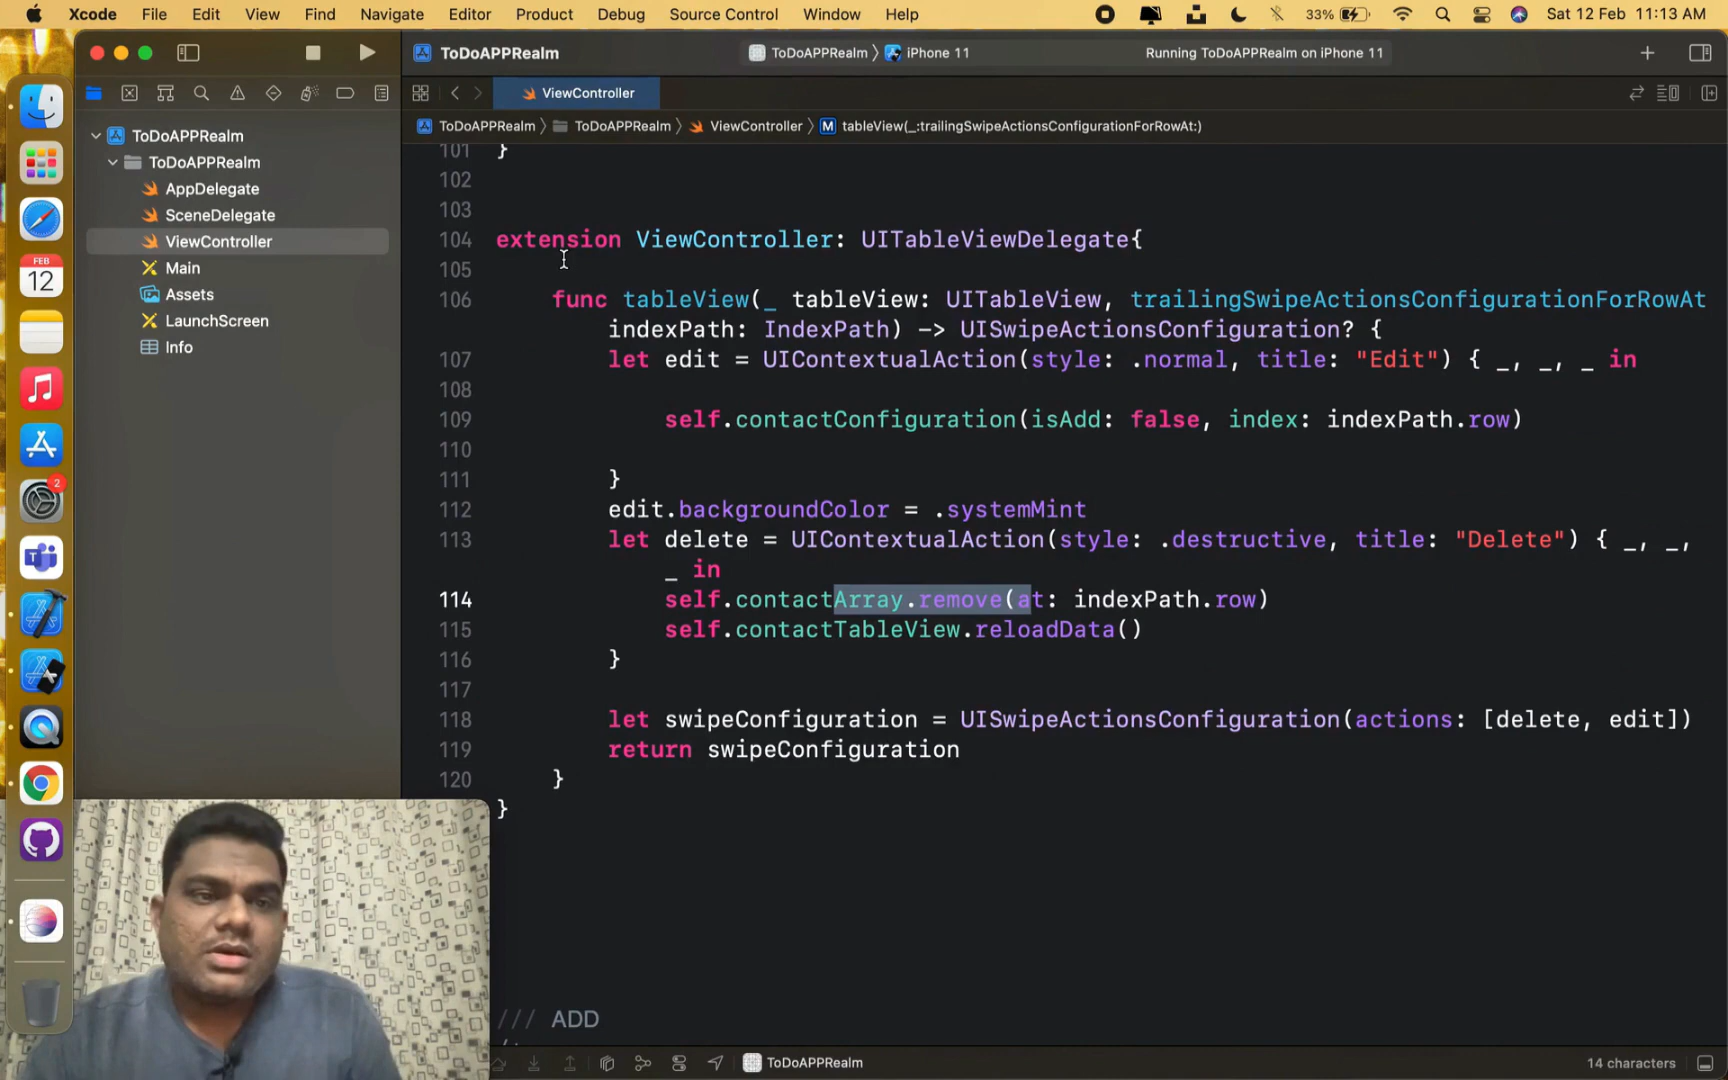 Xcode File Edit View Find Navigate Editor Product Debug Source Control Window Help 33% Sat 12 Feb 11:13 AM
ToDoAPPRealm ToDoAPPRealm iPhone 11 Running ToDoAPPRealm on iPhone 11
ViewController
ToDoAPPRealm ToDoAPPRealm ViewController M tableView(_:trailingSwipeActionsConfigurationForRowAt:)
ToDoAPPRealm
ToDoAPPRealm
AppDelegate
SceneDelegate
ViewController
Main
Assets
LaunchScreen
Info
FEB
12
2
101 }
102
103
104 extension ViewController: UITableViewDelegate{
105
106 func tableView(_ tableView: UITableView, trailingSwipeActionsConfigurationForRowAt
indexPath: IndexPath) -> UISwipeActionsConfiguration? {
107 let edit = UIContextualAction(style: .normal, title: "Edit") { _, _, _ in
108
109 self.contactConfiguration(isAdd: false, index: indexPath.row)
110
111 }
112 edit.backgroundColor = .systemMint
113 let delete = UIContextualAction(style: .destructive, title: "Delete") { _, _,
_ in
114 self.contactArray.remove(at: indexPath.row)
115 self.contactTableView.reloadData()
116 }
117
118 let swipeConfiguration = UISwipeActionsConfiguration(actions: [delete, edit])
119 return swipeConfiguration
120 }
}
/// ADD
ToDoAPPRealm 14 characters